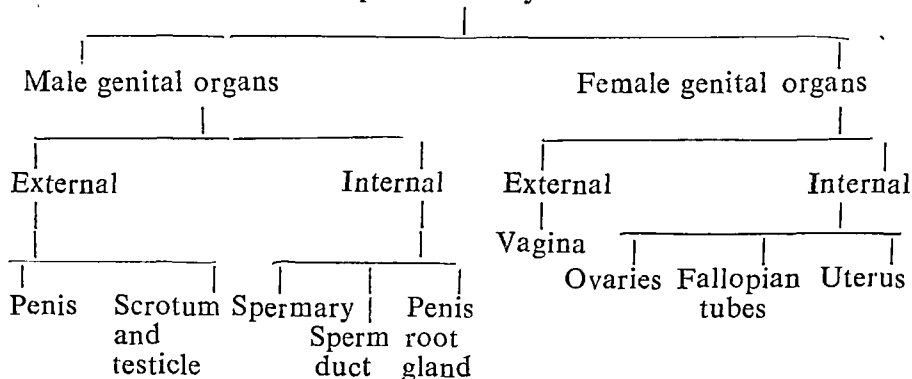 Male genital organs Female genital organs
External Internal External Internal
Vagina
Ovaries Fallopian tubes Uterus
Penis Scrotum and testicle Spermary Sperm duct Penis root gland